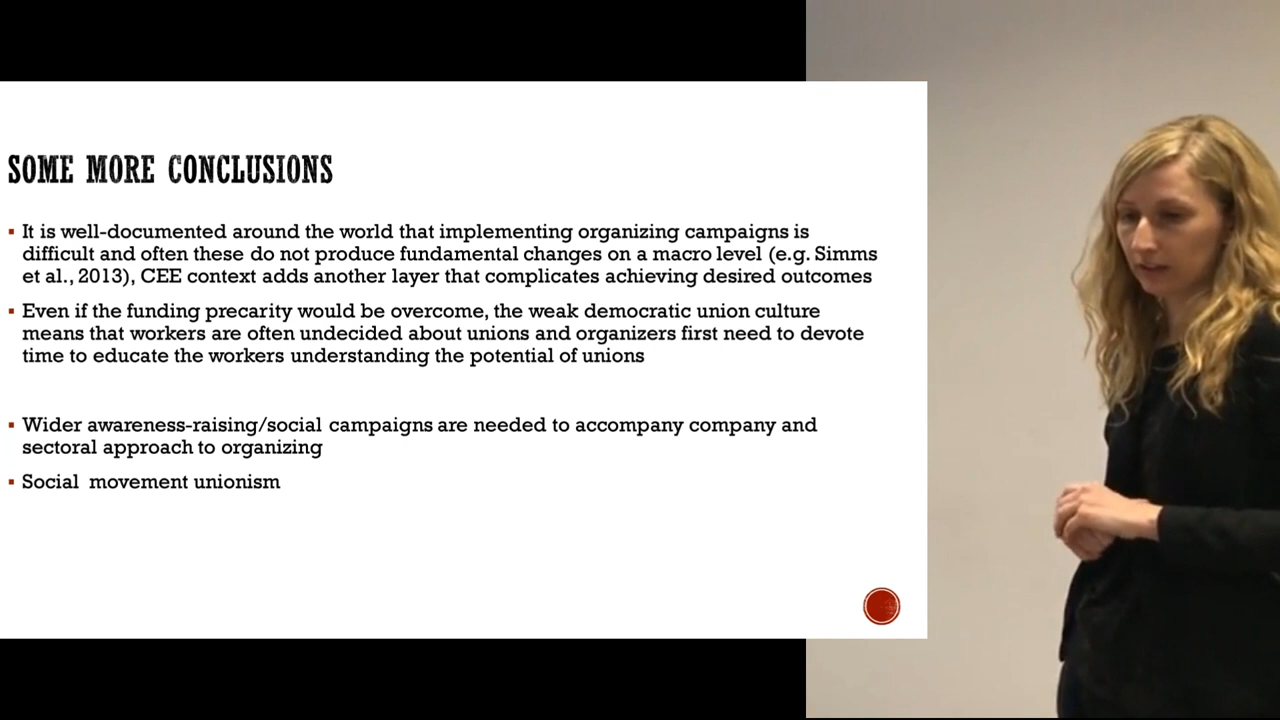 SOME MORE CONCLUSIONS
▪ It is well-documented around the world that implementing organizing campaigns is
difficult and often these do not produce fundamental changes on a macro level (e.g. Simms
et al., 2013), CEE context adds another layer that complicates achieving desired outcomes
▪ Even if the funding precarity would be overcome, the weak democratic union culture
means that workers are often undecided about unions and organizers first need to devote
time to educate the workers understanding the potential of unions
▪ Wider awareness-raising/social campaigns are needed to accompany company and
sectoral approach to organizing
▪ Social movement unionism